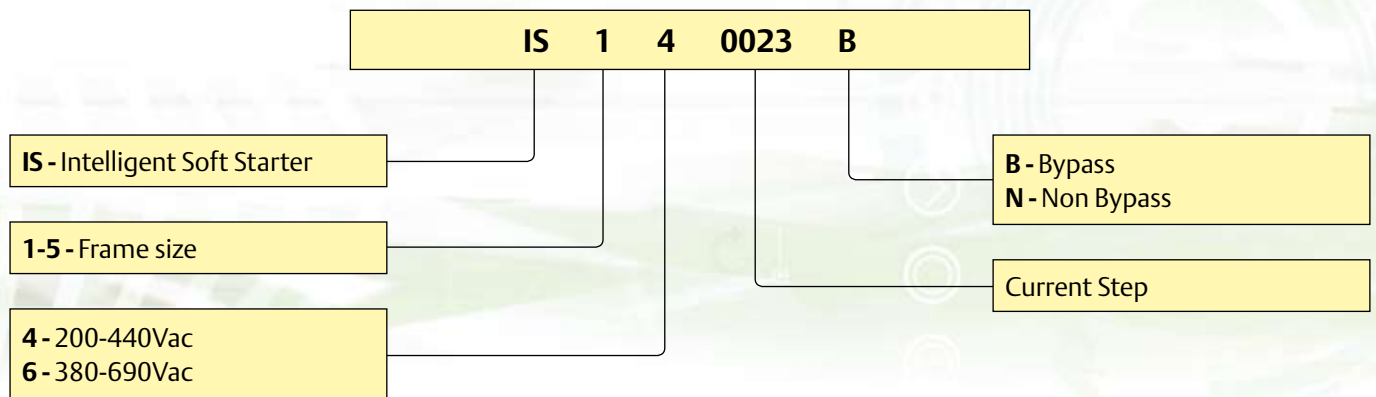 IS 1 4 0023 B
IS - Intelligent Soft Starter
1-5 - Frame size
4 - 200-440Vac
6 - 380-690Vac
B - Bypass
N - Non Bypass
Current Step